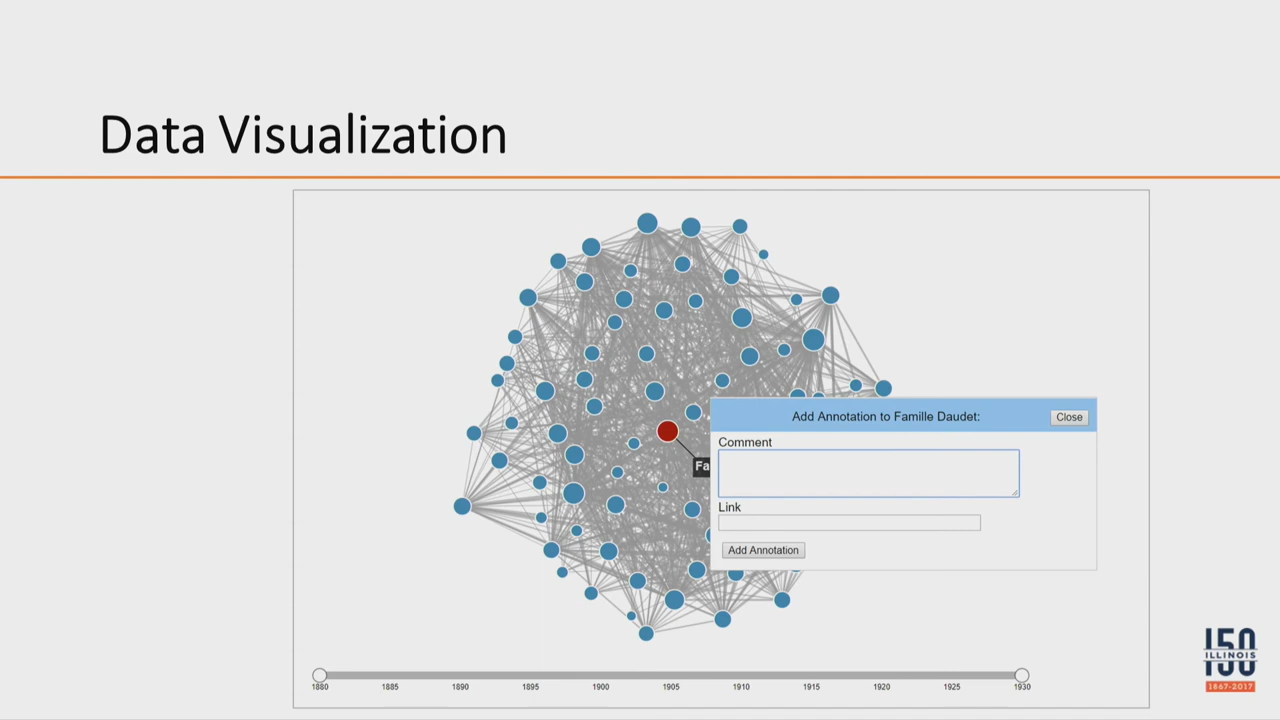 Data Visualization
Add Annotation to Famille Daudet:
Close
Comment
Fa
Link
Add Annotation
1880 1885 1890 1895 1900 1905 1910 1915 1920 1925 1930
150
ILLINOIS
1867-2017